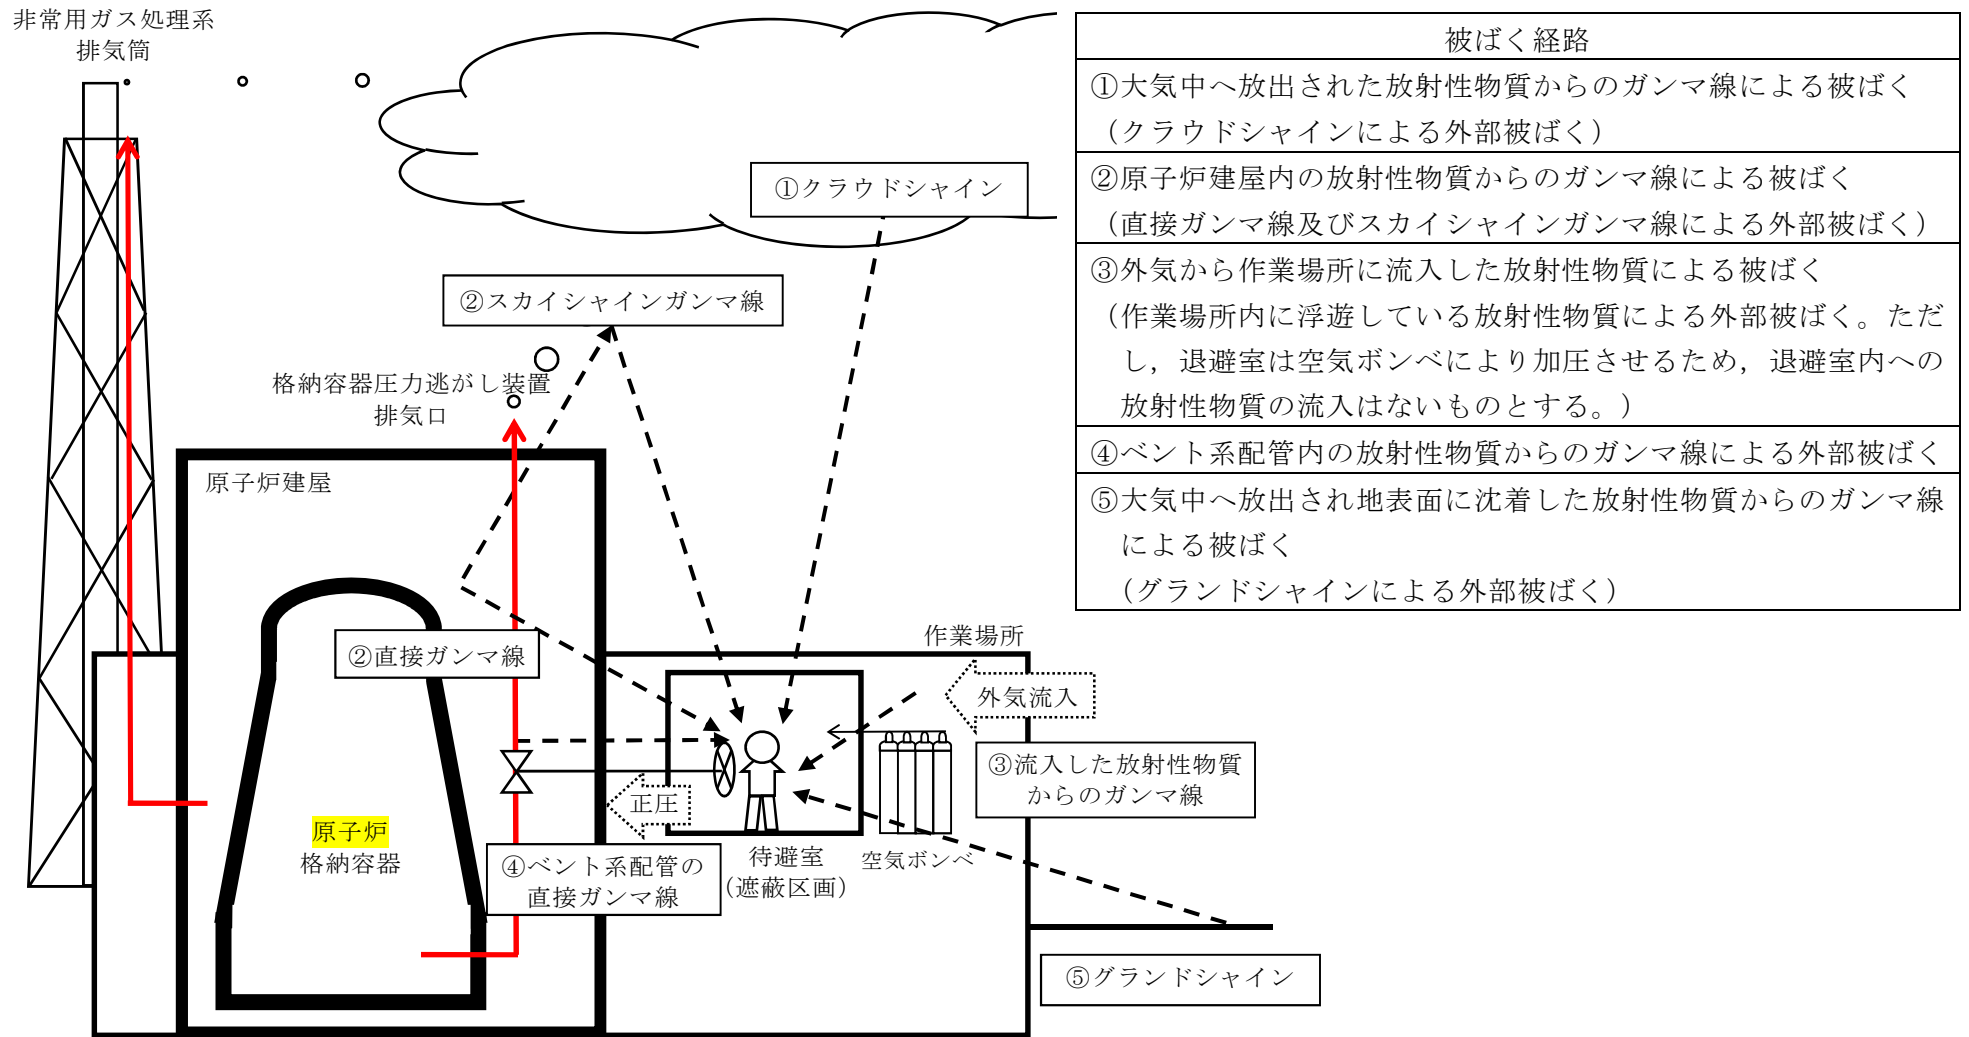 非常用ガス処理系
排気筒
①クラウドシャイン
②スカイシャインガンマ線
格納容器圧力逃がし装置
排気口
原子炉建屋
②直接ガンマ線
作業場所
外気流入
③流入した放射性物質
からのガンマ線
正圧
原子炉
格納容器
④ベント系配管の
直接ガンマ線
待避室
（遮蔽区画）
空気ボンベ
⑤グランドシャイン
被ばく経路
①大気中へ放出された放射性物質からのガンマ線による被ばく
（クラウドシャインによる外部被ばく）
②原子炉建屋内の放射性物質からのガンマ線による被ばく
（直接ガンマ線及びスカイシャインガンマ線による外部被ばく）
③外気から作業場所に流入した放射性物質による被ばく
（作業場所内に浮遊している放射性物質による外部被ばく。ただ
し，退避室は空気ボンベにより加圧させるため，退避室内への
放射性物質の流入はないものとする。）
④ベント系配管内の放射性物質からのガンマ線による外部被ばく
⑤大気中へ放出され地表面に沈着した放射性物質からのガンマ線
による被ばく
（グランドシャインによる外部被ばく）